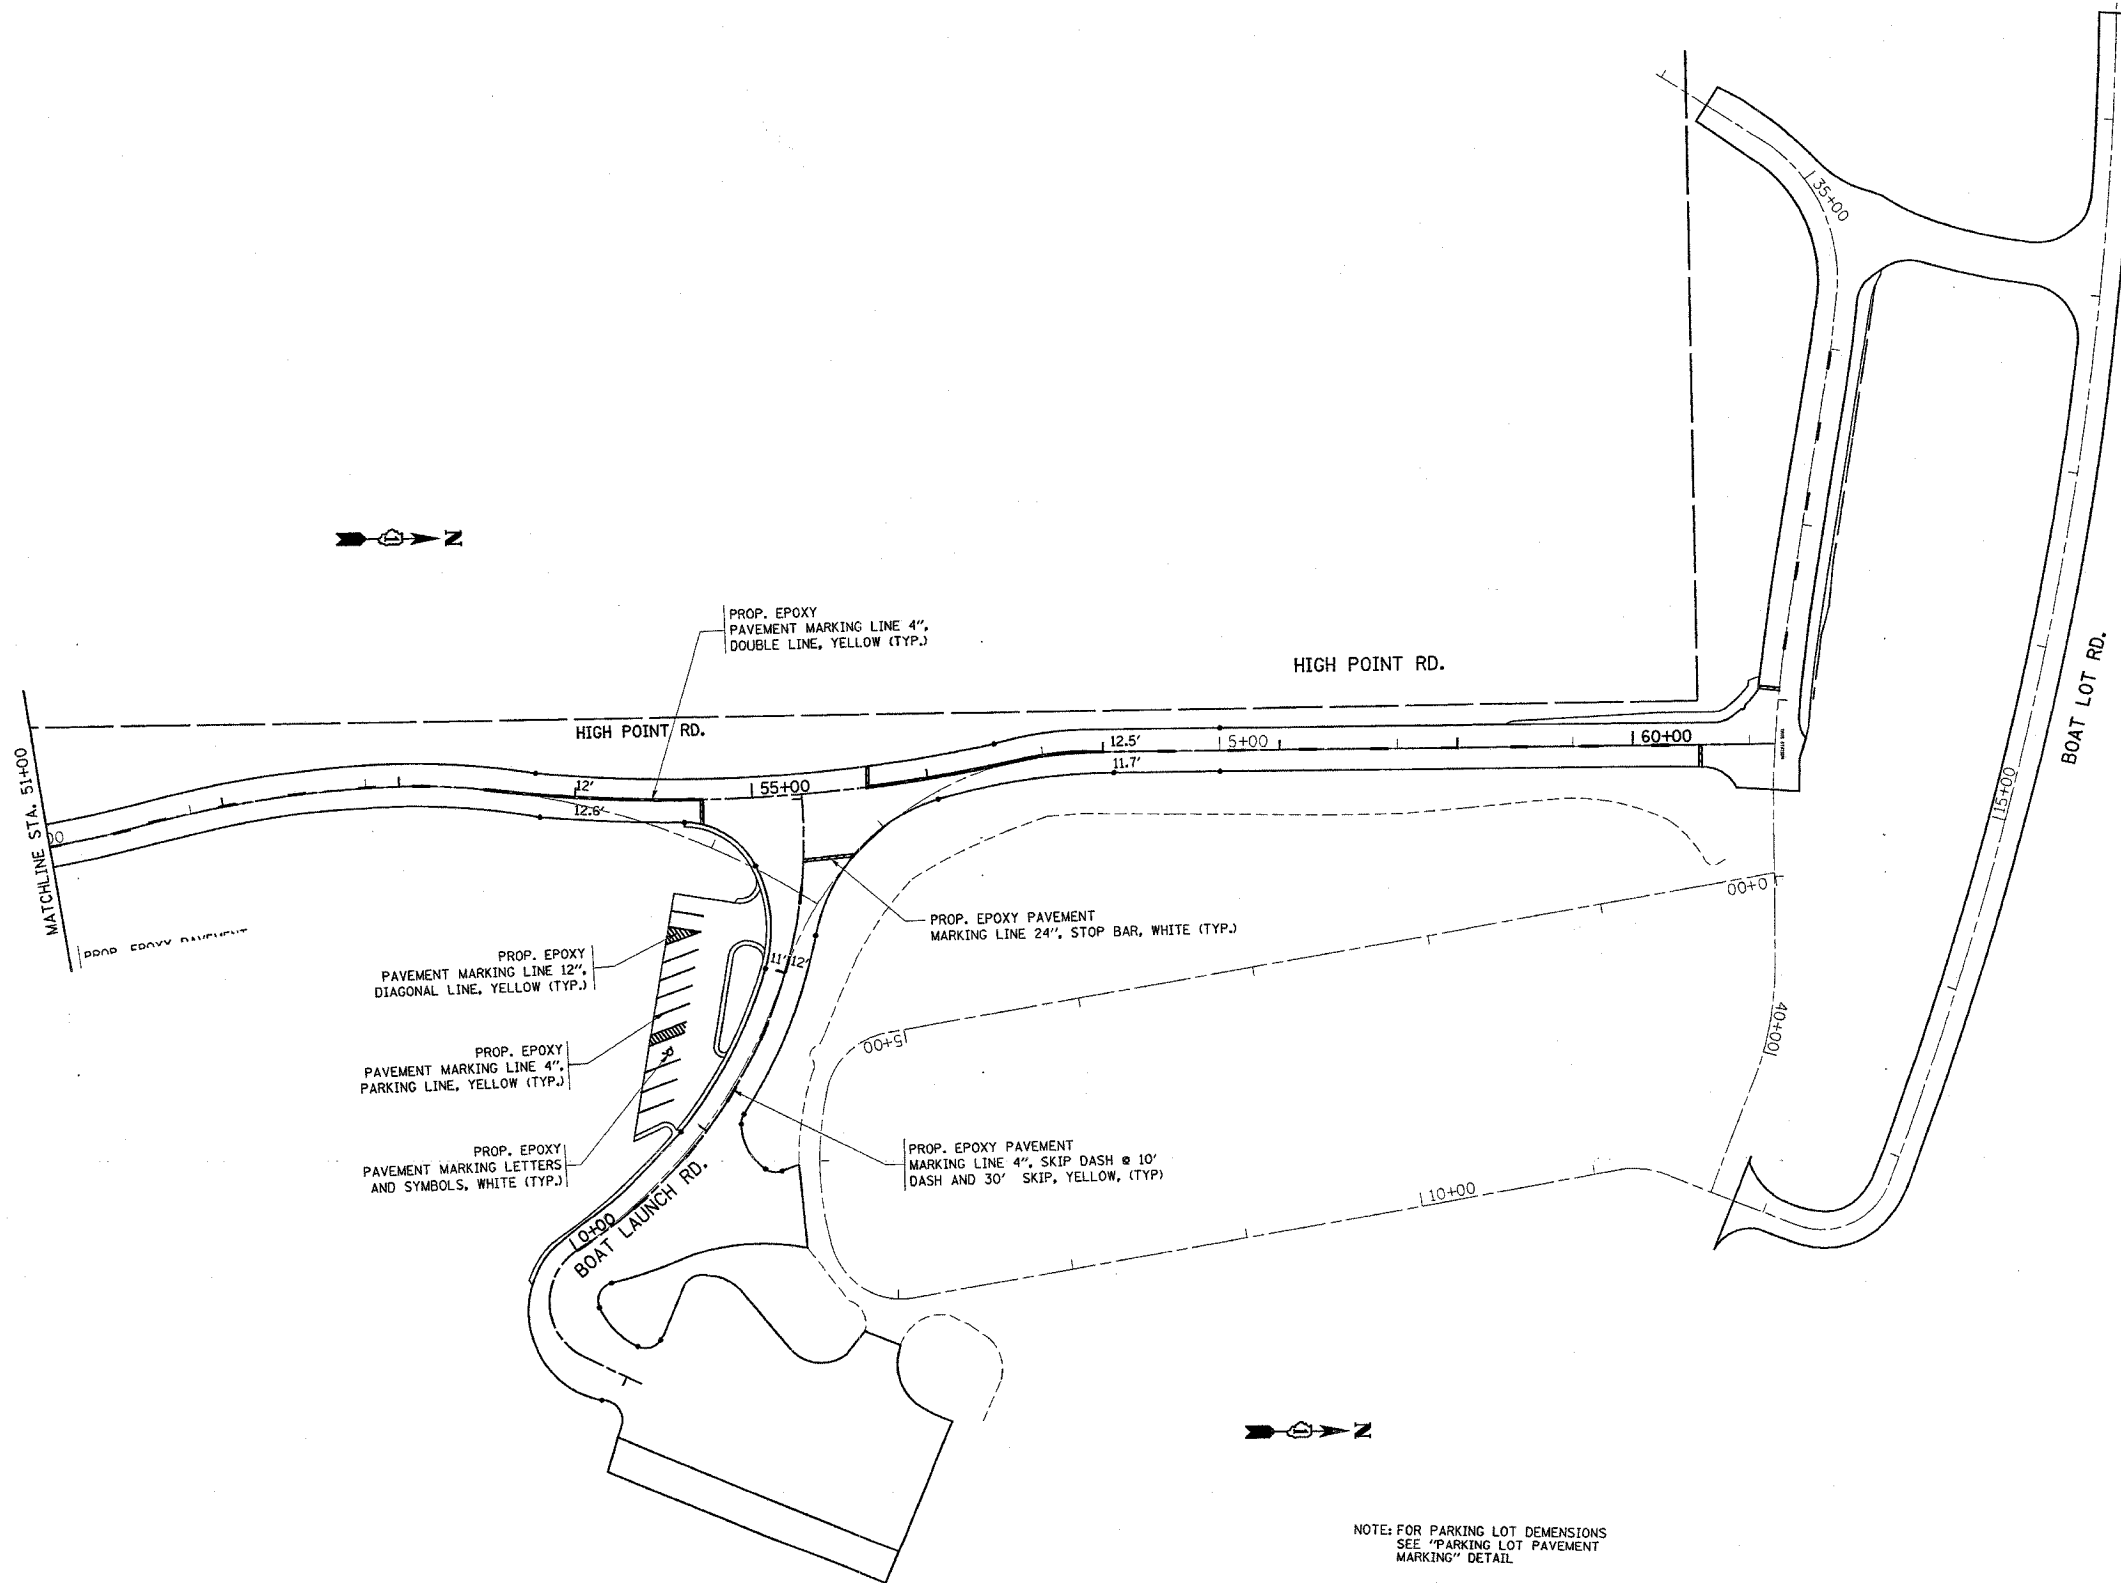 35+00
N
PROP. EPOXY
PAVEMENT MARKING LINE 4",
DOUBLE LINE, YELLOW (TYP.)
HIGH POINT RD.
HIGH POINT RD.
BOAT LOT RD.
MATCHLINE STA. 51+00
12'
12.6'
55+00
12.5'
11.7'
5+00
60+00
15+00
00
0+00
PROP. EPOXY PAVEMENT
PROP. EPOXY PAVEMENT
MARKING LINE 24", STOP BAR, WHITE (TYP.)
PROP. EPOXY
PAVEMENT MARKING LINE 12",
DIAGONAL LINE, YELLOW (TYP.)
11'
12'
15+00
40+00
PROP. EPOXY
PAVEMENT MARKING LINE 4",
PARKING LINE, YELLOW (TYP.)
PROP. EPOXY
PAVEMENT MARKING LETTERS
AND SYMBOLS, WHITE (TYP.)
PROP. EPOXY PAVEMENT
MARKING LINE 4", SKIP DASH @ 10'
DASH AND 30' SKIP, YELLOW, (TYP)
10+00
0+00
BOAT LAUNCH RD.
N
NOTE: FOR PARKING LOT DEMENSIONS
SEE "PARKING LOT PAVEMENT
MARKING" DETAIL